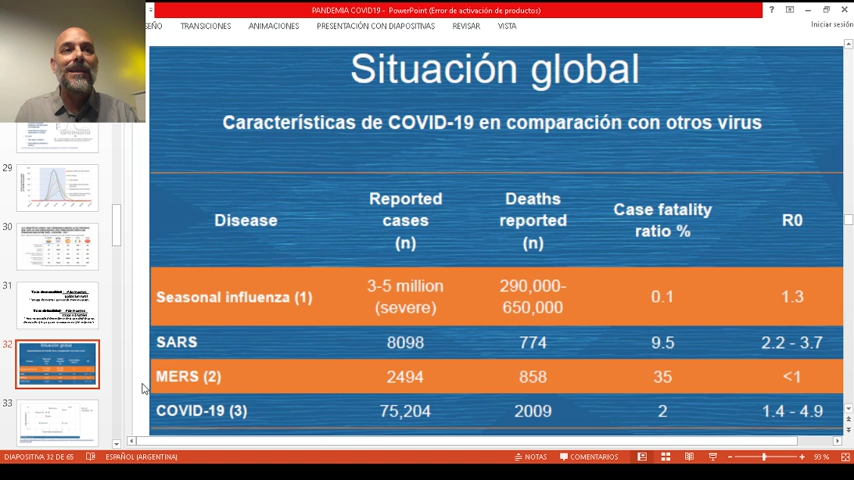 PANDEMIA COVID19 - PowerPoint (Error de activación de productos)
Iniciar sesión
SEÑO TRANSICIONES ANIMACIONES PRESENTACIÓN CON DIAPOSITIVAS REVISAR VISTA
29
30
31
32
33
Situación global
Características de COVID-19 en comparación con otros virus
Disease Reported cases (n) Deaths reported (n) Case fatality ratio % R0
Seasonal influenza (1) 3-5 million (severe) 290,000-650,000 0.1 1.3
SARS 8098 774 9.5 2.2 - 3.7
MERS (2) 2494 858 35 <1
COVID-19 (3) 75,204 2009 2 1.4 - 4.9
DIAPOSITIVA 32 DE 65 ESPAÑOL (ARGENTINA) NOTAS COMENTARIOS 93 %